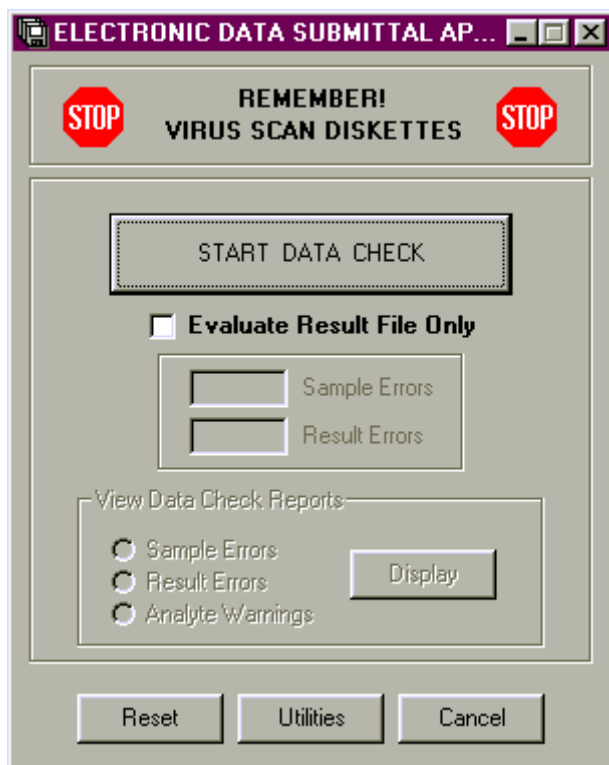 ELECTRONIC DATA SUBMITTAL AP...
STOP
REMEMBER!
VIRUS SCAN DISKETTES
STOP
START DATA CHECK
Evaluate Result File Only
Sample Errors
Result Errors
View Data Check Reports
Sample Errors
Result Errors
Analyte Warnings
Display
Reset
Utilities
Cancel